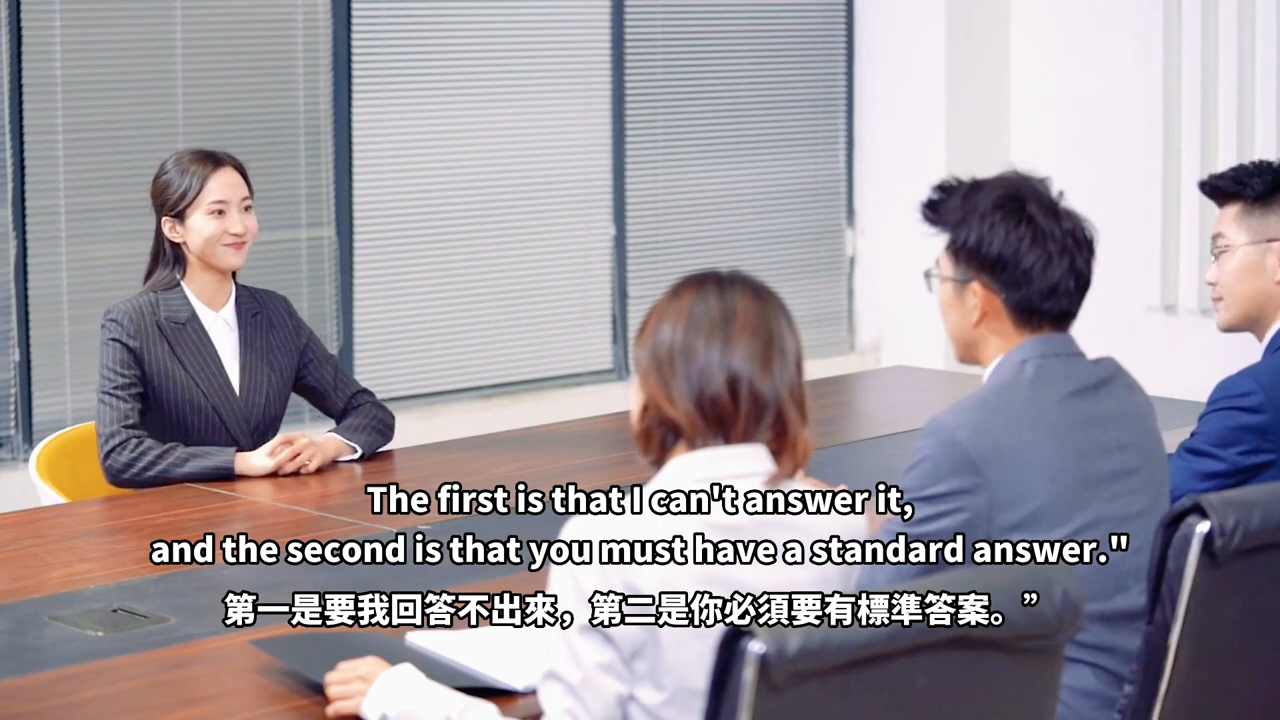 The first is that I can't answer it,
and the second is that you must have a standard answer."
第一是要我回答不出來，第二是你必須要有標準答案。”